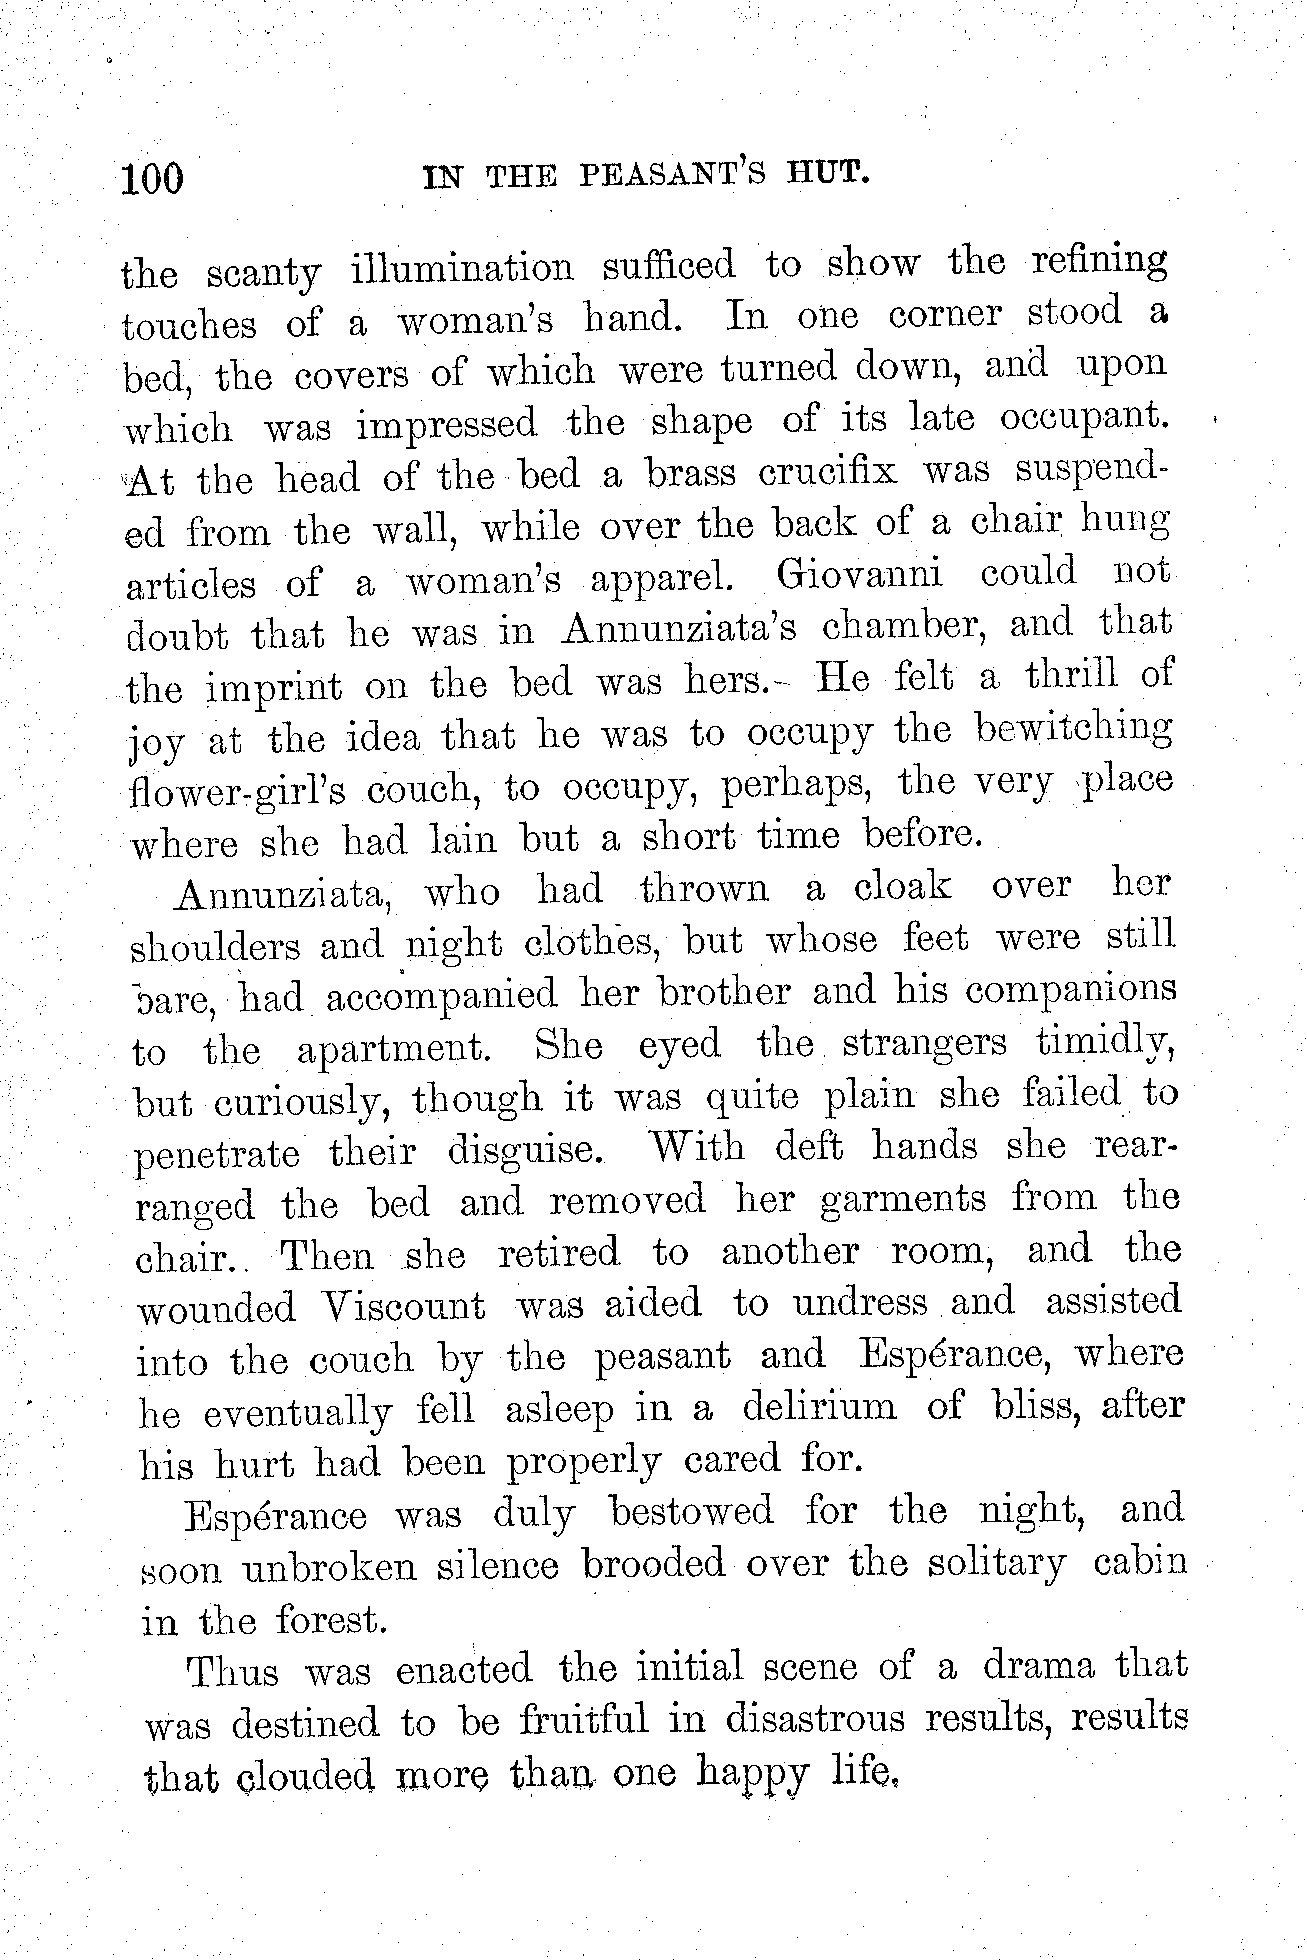 100 IN THE PEASANT'S HUT.
the scanty illumination sufficed to show the refining
touches of a woman's hand. In one corner stood a
bed, the covers of which were turned down, and upon
which was impressed the shape of its late occupant.
At the head of the bed a brass crucifix was suspend-
ed from the wall, while over the back of a chair hung
articles of a woman's apparel. Giovanni could not
doubt that he was in Annunziata's chamber, and that
the imprint on the bed was hers. He felt a thrill of
joy at the idea that he was to occupy the bewitching
flower-girl's couch, to occupy, perhaps, the very place
where she had lain but a short time before.
Annunziata, who had thrown a cloak over her
shoulders and night clothes, but whose feet were still
bare, had accompanied her brother and his companions
to the apartment. She eyed the strangers timidly,
but curiously, though it was quite plain she failed to
penetrate their disguise. With deft hands she rear-
ranged the bed and removed her garments from the
chair. Then she retired to another room, and the
wounded Viscount was aided to undress and assisted
into the couch by the peasant and Espérance, where
he eventually fell asleep in a delirium of bliss, after
his hurt had been properly cared for.
Espérance was duly bestowed for the night, and
soon unbroken silence brooded over the solitary cabin
in the forest.
Thus was enacted the initial scene of a drama that
was destined to be fruitful in disastrous results, results
that clouded more than one happy life.